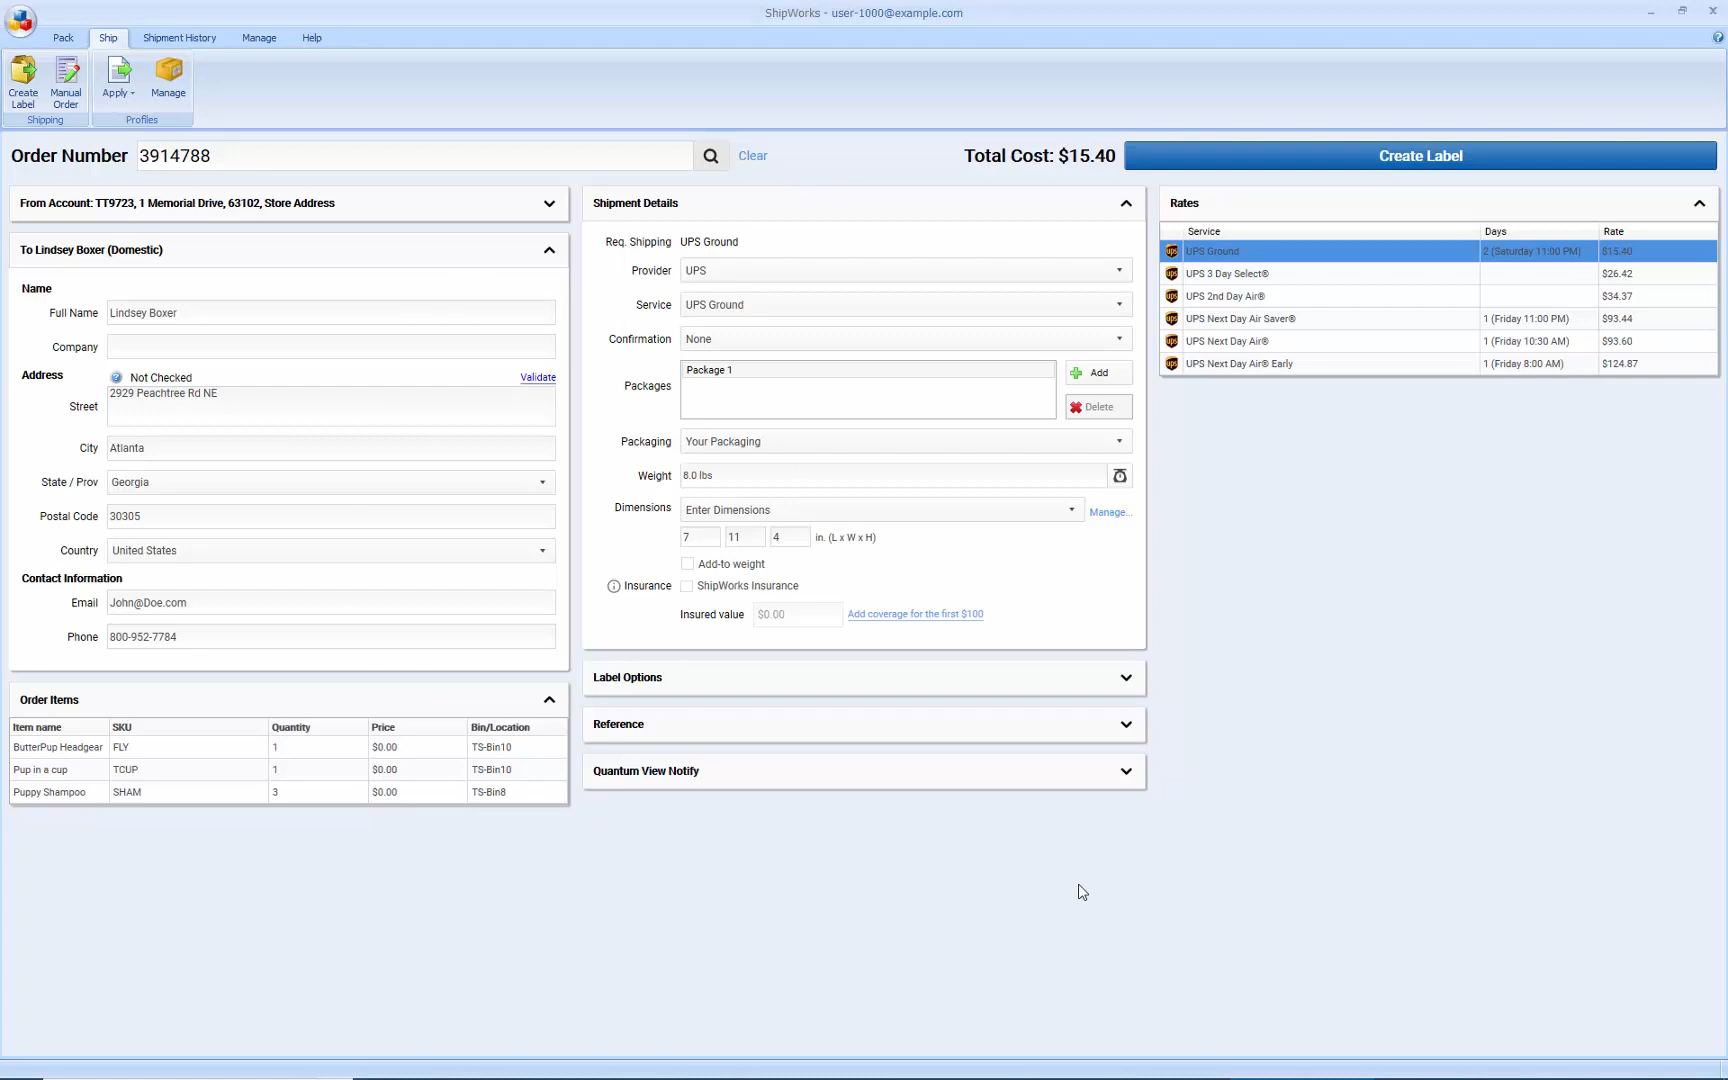 ShipWorks - user-1000@example.com
Pack Ship Shipment History Manage Help
Create Label
Manual Order
Apply
Manage
Shipping
Profiles
Order Number 3914788 Clear
Total Cost: $15.40
Create Label
From Account: TT9723, 1 Memorial Drive, 63102, Store Address
To Lindsey Boxer (Domestic)
Name
Full Name Lindsey Boxer
Company
Address Not Checked Validate
Street 2929 Peachtree Rd NE
City Atlanta
State / Prov Georgia
Postal Code 30305
Country United States
Contact Information
Email John@Doe.com
Phone 800-952-7784
Order Items
Item name SKU Quantity Price Bin/Location
ButterPup Headgear FLY 1 $0.00 TS-Bin10
Pup in a cup TCUP 1 $0.00 TS-Bin10
Puppy Shampoo SHAM 3 $0.00 TS-Bin8
Shipment Details
Req. Shipping UPS Ground
Provider UPS
Service UPS Ground
Confirmation None
Packages Package 1
Add
Delete
Packaging Your Packaging
Weight 8.0 lbs
Dimensions Enter Dimensions Manage...
7 11 4 in. (L x W x H)
Add-to weight
Insurance ShipWorks Insurance
Insured value $0.00 Add coverage for the first $100
Label Options
Reference
Quantum View Notify
Rates
Service Days Rate
ups UPS Ground 2 (Saturday 11:00 PM) $15.40
ups UPS 3 Day Select® $26.42
ups UPS 2nd Day Air® $34.37
ups UPS Next Day Air Saver® 1 (Friday 11:00 PM) $93.44
ups UPS Next Day Air® 1 (Friday 10:30 AM) $93.60
ups UPS Next Day Air® Early 1 (Friday 8:00 AM) $124.87